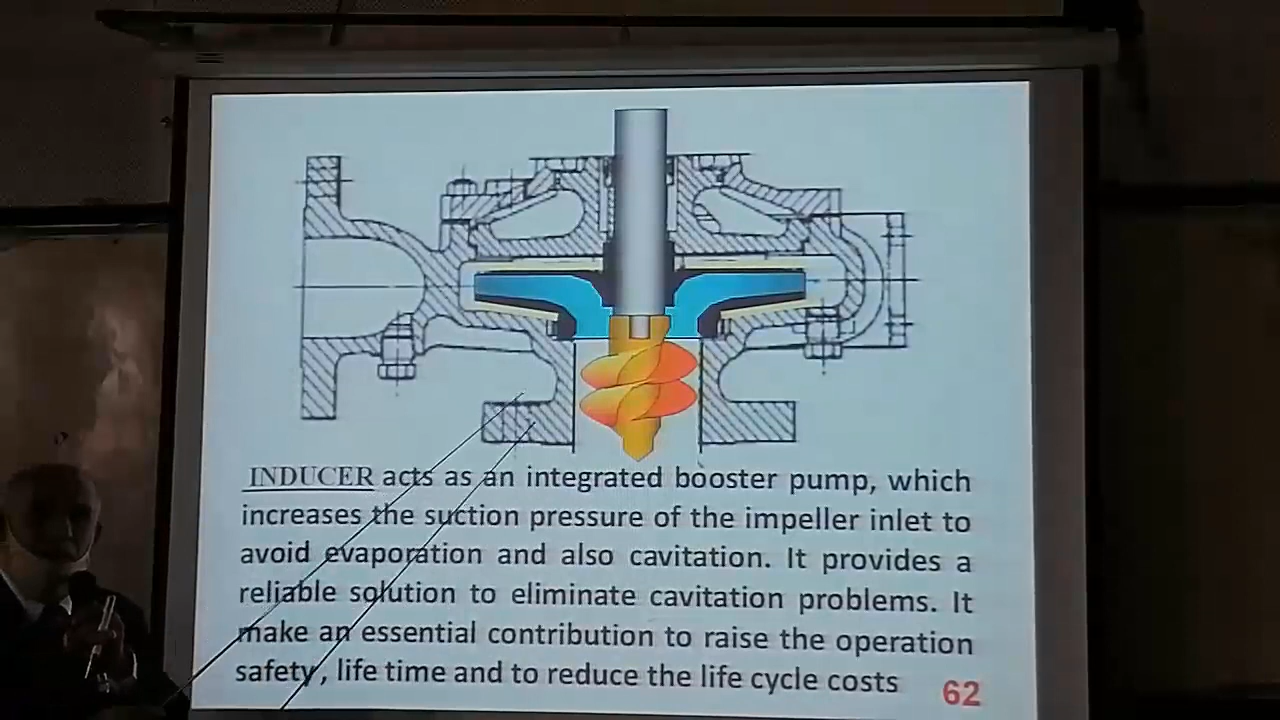 INDUCER acts as an integrated booster pump, which
increases the suction pressure of the impeller inlet to
avoid evaporation and also cavitation. It provides a
reliable solution to eliminate cavitation problems. It
make an essential contribution to raise the operation
safety, life time and to reduce the life cycle costs
62